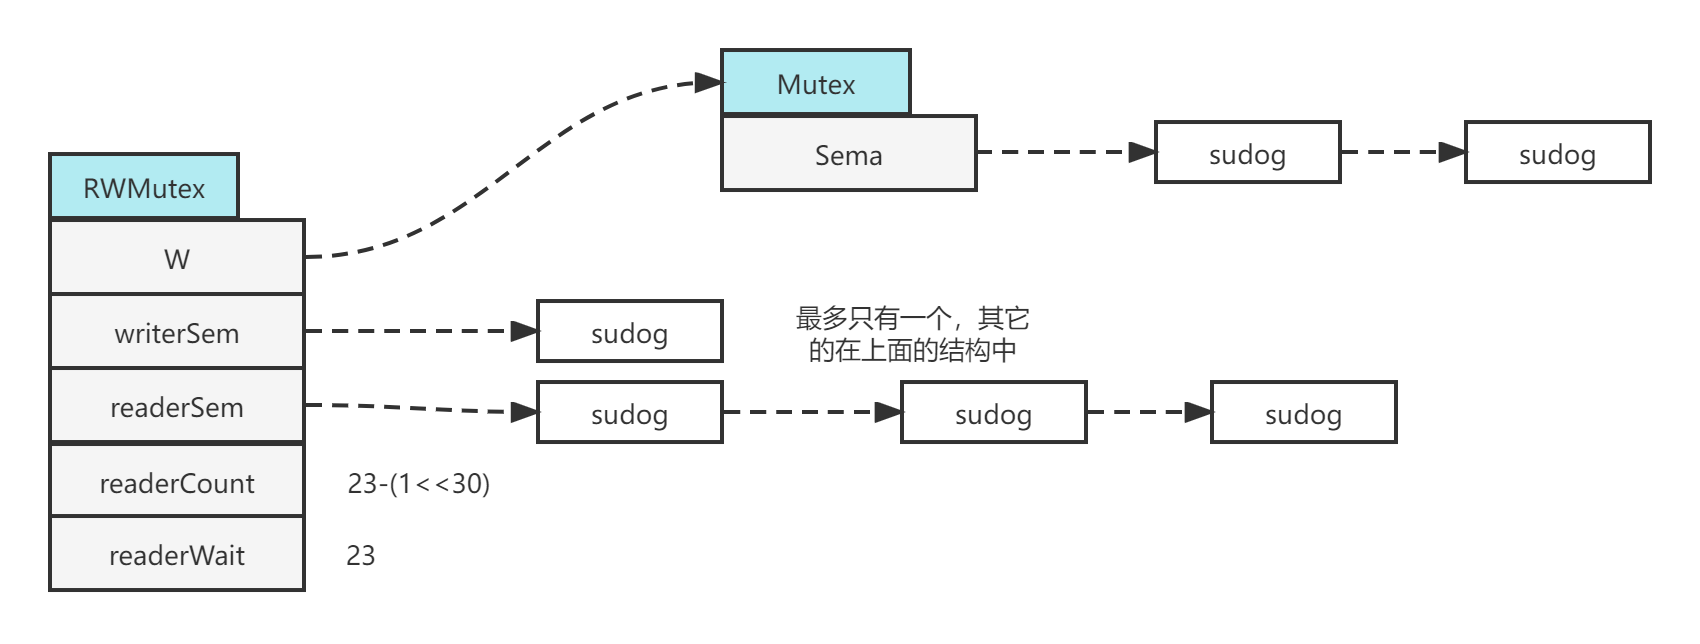 Mutex
Sema
sudog
sudog
RWMutex
W
writerSem
sudog
最多只有一个，其它
的在上面的结构中
readerSem
sudog
sudog
sudog
readerCount
23-(1<<30)
readerWait
23